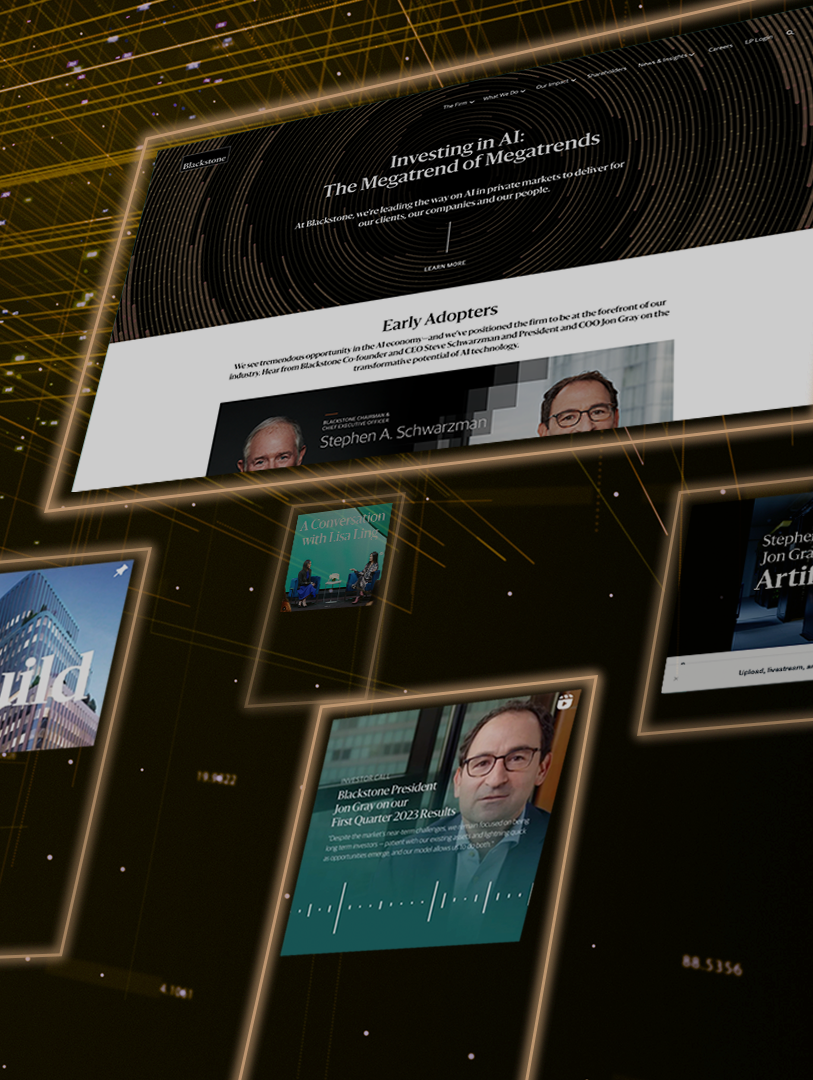 The Firm
What We Do
Our Impact
Shareholders
News & Insights
Careers
LP Login
Blackstone
Investing in AI:
The Megatrend of Megatrends
At Blackstone, we're leading the way on AI in private markets to deliver for
our clients, our companies and our people.
LEARN MORE
Early Adopters
We see tremendous opportunity in the AI economy—and we've positioned the firm to be at the forefront of our
industry. Hear from Blackstone Co-founder and CEO Steve Schwarzman and President and COO Jon Gray on the
transformative potential of AI technology.
BLACKSTONE CHAIRMAN &
CHIEF EXECUTIVE OFFICER
Stephen A. Schwarzman
A Conversation
with Lisa Ling
Stephe
Jon Gra
Artif
Upload, livestream, a
uild
INVESTOR CALL
Blackstone President
Jon Gray on our
First Quarter 2023 Results
"Despite the market's near-term challenges, we remain focused on being
long term investors – patient with our existing assets and lightning quick
as opportunities emerge, and our model allows us to do both."
88.5356